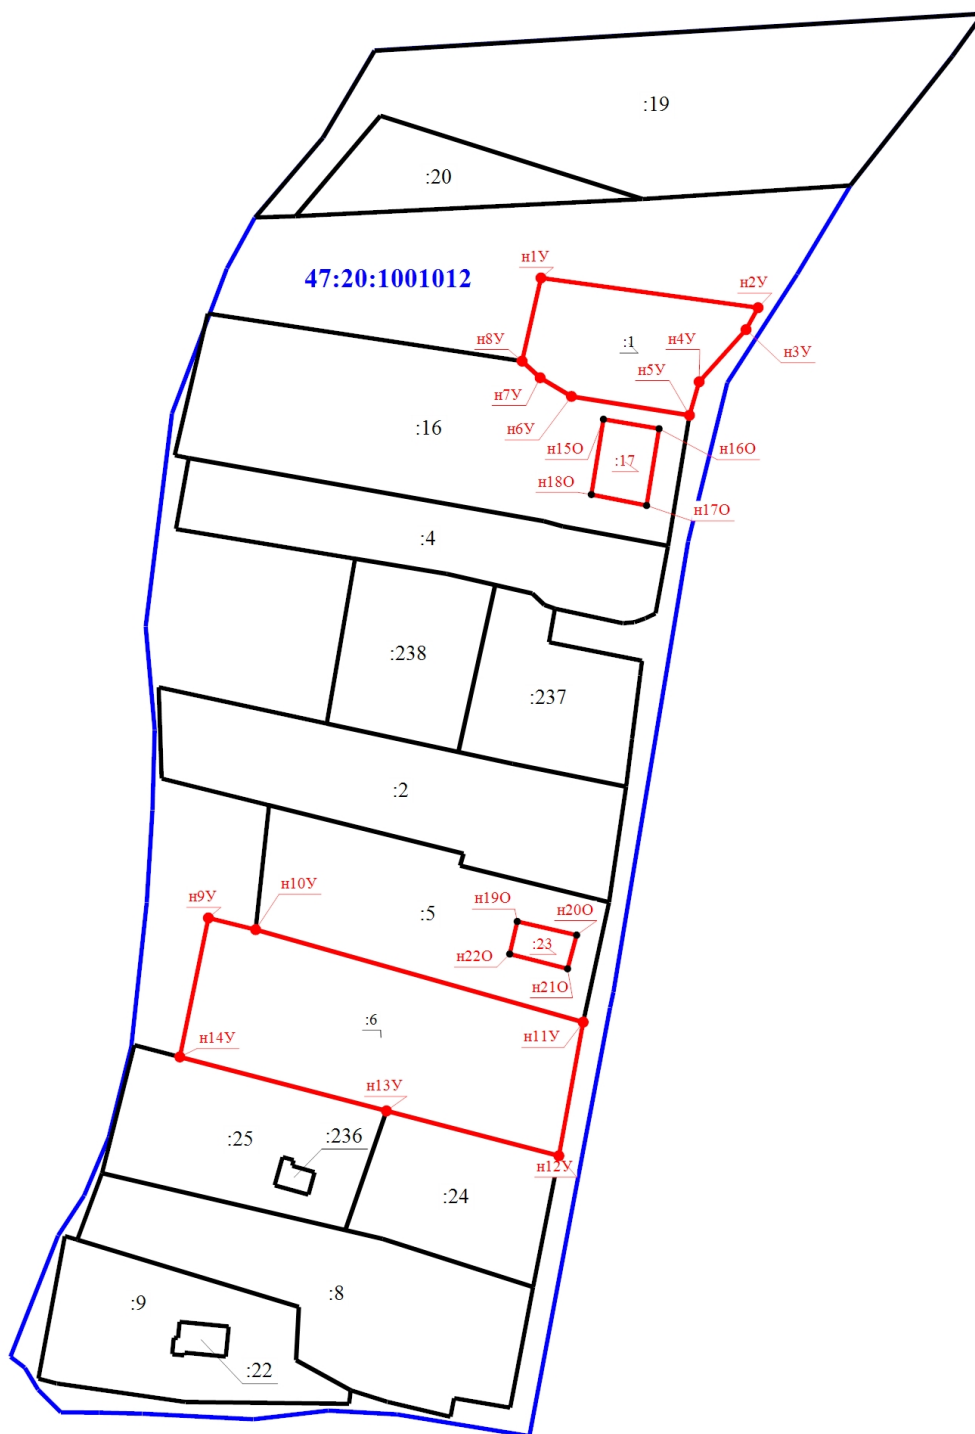 :19
:20
н1У
47:20:1001012
н2У
н8У
:1
н4У
н3У
н5У
н7У
н6У
:16
н15О
н16О
:17
н18О
н17О
:4
:238
:237
:2
н9У
н10У
:5
н19О
н20О
:23
н22О
н21О
:6
н11У
н14У
н13У
:25
:236
н12У
:24
:8
:9
:22